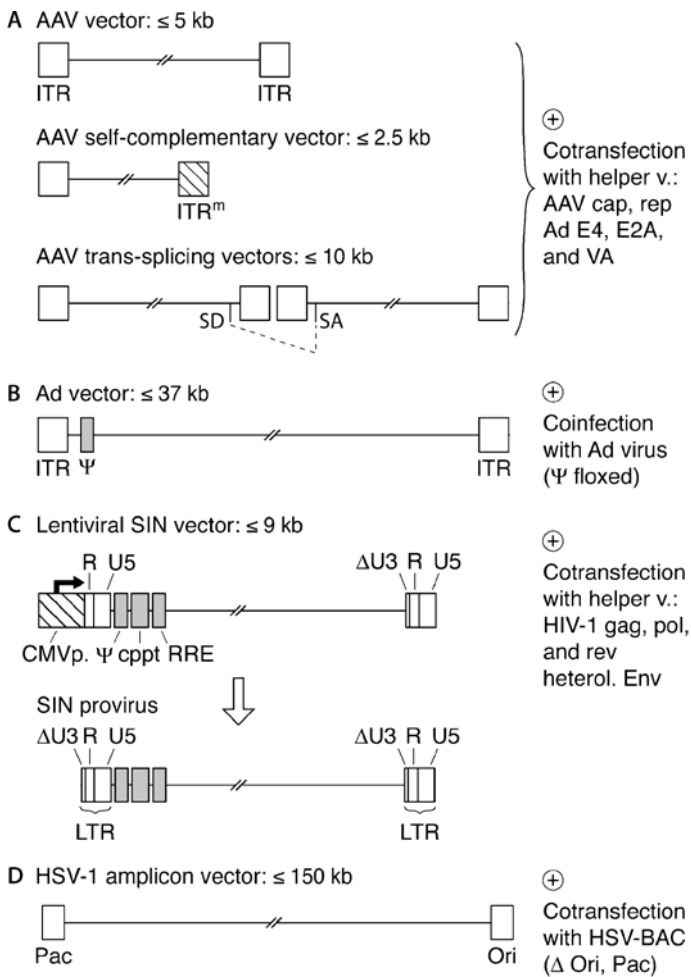 A AAV vector: ≤ 5 kb
ITR ITR
AAV self-complementary vector: ≤ 2.5 kb
ITRᵐ
AAV trans-splicing vectors: ≤ 10 kb
SD SA
⊕
Cotransfection
with helper v.:
AAV cap, rep
Ad E4, E2A,
and VA
B Ad vector: ≤ 37 kb
ITR Ψ ITR
⊕
Coinfection
with Ad virus
(Ψ floxed)
C Lentiviral SIN vector: ≤ 9 kb
R U5 ΔU3 R U5
CMVp. Ψ cppt RRE
SIN provirus
ΔU3 R U5 ΔU3 R U5
LTR LTR
⊕
Cotransfection
with helper v.:
HIV-1 gag, pol,
and rev
heterol. Env
D HSV-1 amplicon vector: ≤ 150 kb
Pac Ori
⊕
Cotransfection
with HSV-BAC
(Δ Ori, Pac)